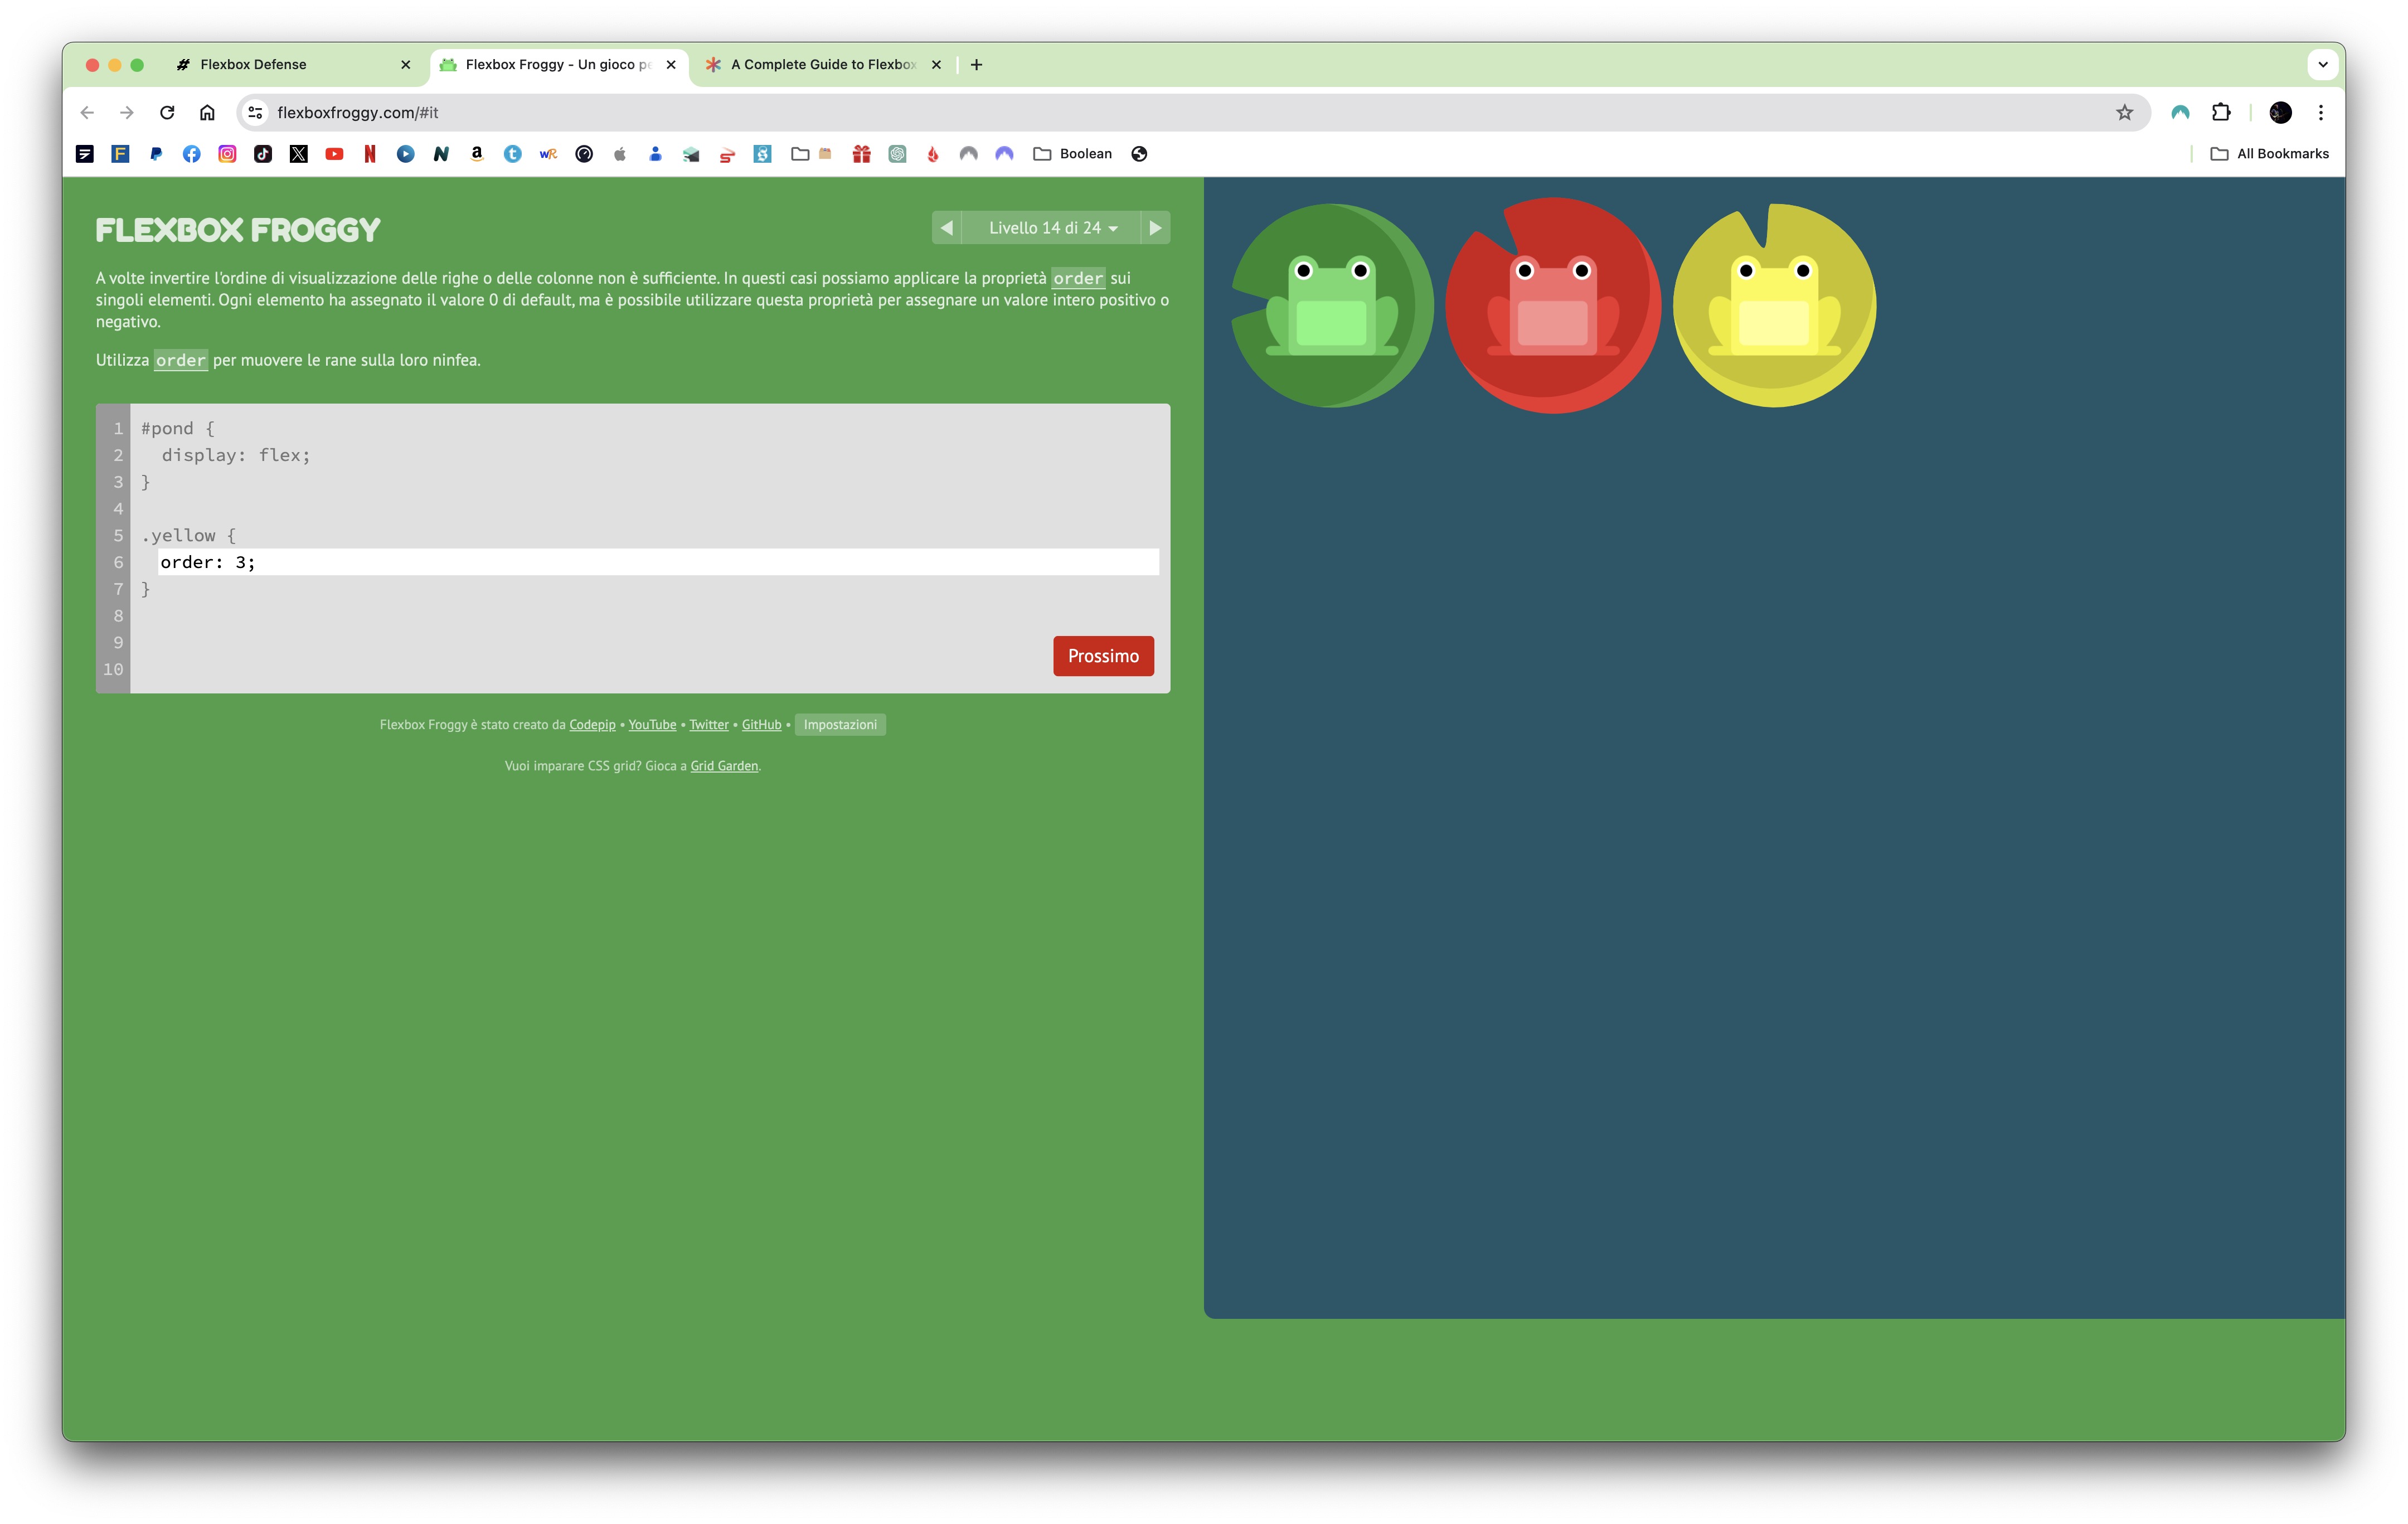 Flexbox Defense
Flexbox Froggy - Un gioco pe
A Complete Guide to Flexbox
flexboxfroggy.com/#it
Boolean
All Bookmarks
FLEXBOX FROGGY
Livello 14 di 24
A volte invertire l'ordine di visualizzazione delle righe o delle colonne non è sufficiente. In questi casi possiamo applicare la proprietà order sui
singoli elementi. Ogni elemento ha assegnato il valore 0 di default, ma è possibile utilizzare questa proprietà per assegnare un valore intero positivo o
negativo.
Utilizza order per muovere le rane sulla loro ninfea.
1 #pond {
2 display: flex;
3 }
4
5 .yellow {
6 order: 3;
7 }
8
9
10
Prossimo
Flexbox Froggy è stato creato da Codepip • YouTube • Twitter • GitHub • Impostazioni
Vuoi imparare CSS grid? Gioca a Grid Garden.